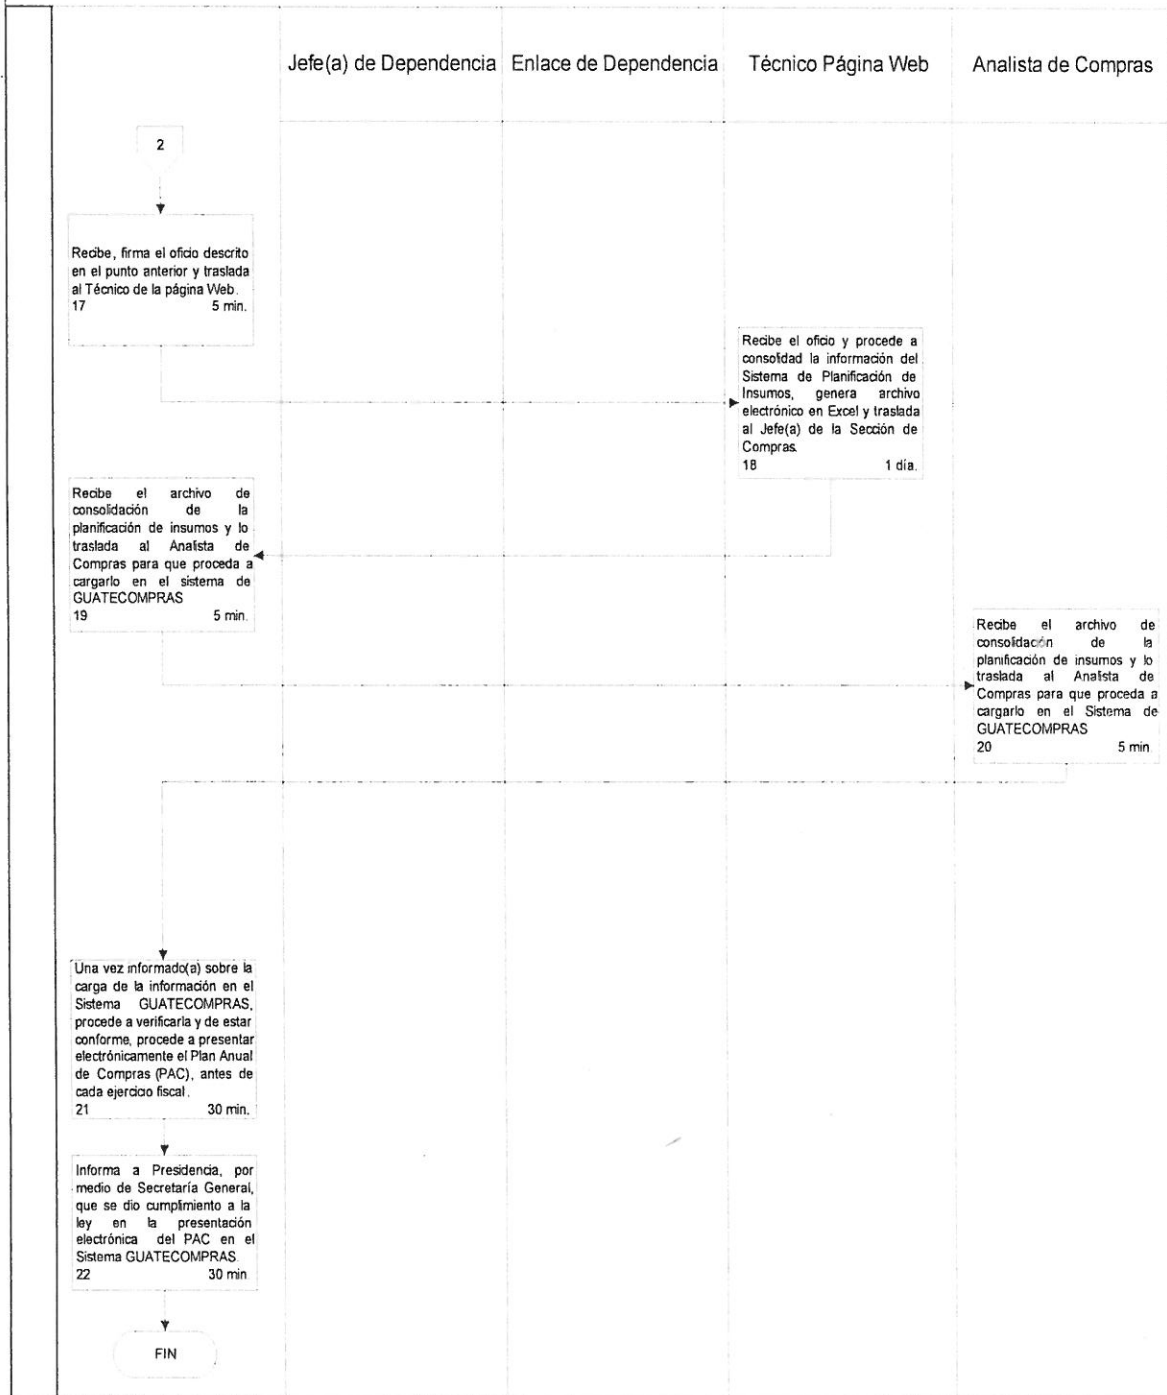 Jefe(a) de Dependencia Enlace de Dependencia Técnico Página Web Analista de Compras
2
Recibe, firma el oficio descrito
en el punto anterior y traslada
al Técnico de la página Web.
17 5 min.
Recibe el oficio y procede a
consolidad la información del
Sistema de Planificación de
Insumos, genera archivo
electrónico en Excel y traslada
al Jefe(a) de la Sección de
Compras.
18 1 día.
Recibe el archivo de
consolidación de la
planificación de insumos y lo
traslada al Analista de
Compras para que proceda a
cargarlo en el sistema de
GUATECOMPRAS
19 5 min.
Recibe el archivo de
consolidación de la
planificación de insumos y lo
traslada al Analista de
Compras para que proceda a
cargarlo en el Sistema de
GUATECOMPRAS
20 5 min
Una vez informado(a) sobre la
carga de la información en el
Sistema GUATECOMPRAS,
procede a verificarla y de estar
conforme, procede a presentar
electrónicamente el Plan Anual
de Compras (PAC), antes de
cada ejercicio fiscal.
21 30 min.
Informa a Presidencia, por
medio de Secretaría General,
que se dio cumplimiento a la
ley en la presentación
electrónica del PAC en el
Sistema GUATECOMPRAS.
22 30 min
FIN